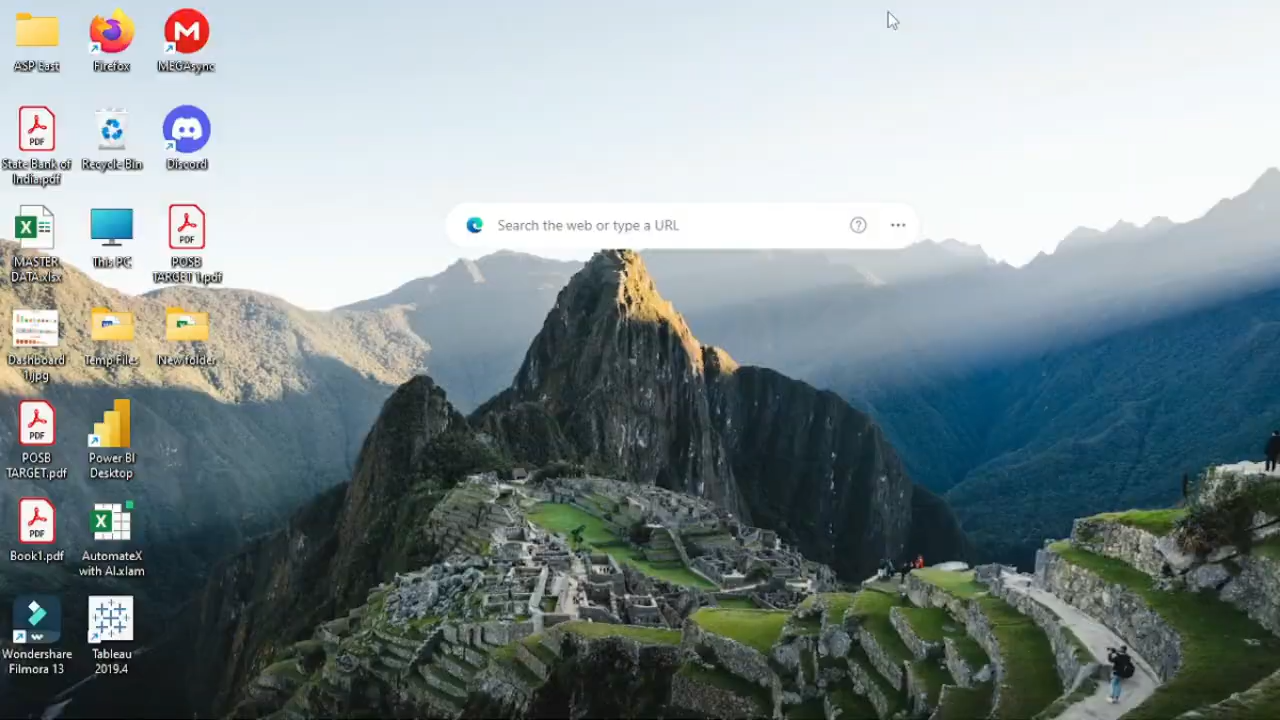 ASP East
Firefox
MEGAsync
State Bank of
India.pdf
Recycle Bin
Discord
MASTER
DATA.xlsx
This PC
POSB
TARGET 1.pdf
Dashboard
1.jpg
Temp Files
New folder
POSB
TARGET.pdf
Power BI
Desktop
Book1.pdf
AutomateX
with AI.xlam
Wondershare
Filmora 13
Tableau
2019.4
Search the web or type a URL
PDF
PDF
PDF
PDF